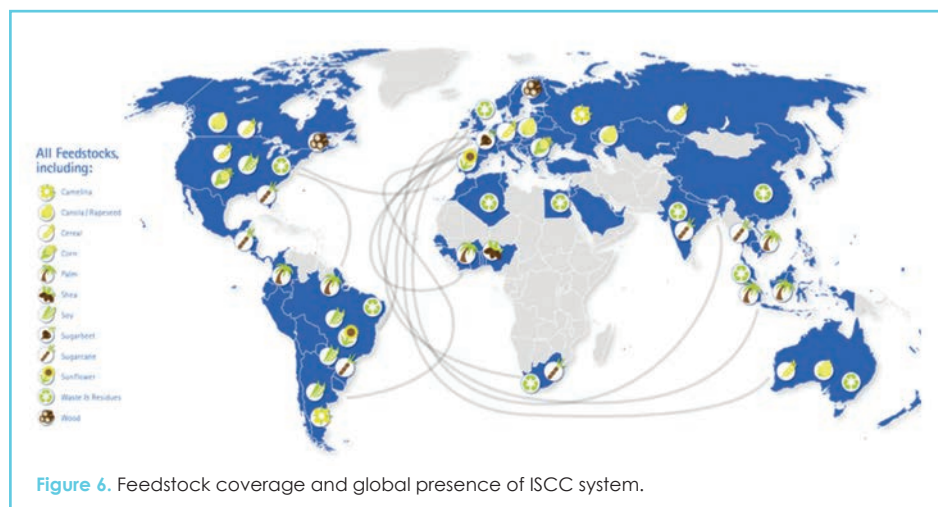 All Feedstocks,
including:
Camelina
Canola / Rapeseed
Cereal
Corn
Palm
Shea
Soy
Sugarbeet
Sugarcane
Sunflower
Waste & Residues
Wood
Figure 6. Feedstock coverage and global presence of ISCC system.